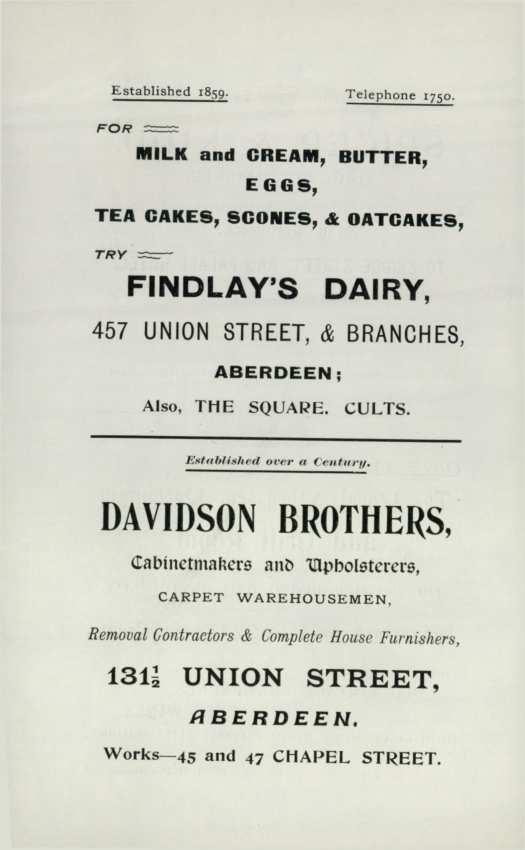 Established 1859. Telephone 1750.
FOR
MILK and CREAM, BUTTER,
EGGS,
TEA CAKES, SCONES, & OATCAKES,
TRY
FINDLAY'S DAIRY,
457 UNION STREET, & BRANCHES,
ABERDEEN;
Also, THE SQUARE. CULTS.
Established over a Century.
DAVIDSON BROTHERS,
Cabinetmakers and Upholsterers,
CARPET WAREHOUSEMEN,
Removal Contractors & Complete House Furnishers,
131½ UNION STREET,
ABERDEEN.
Works—45 and 47 CHAPEL STREET.